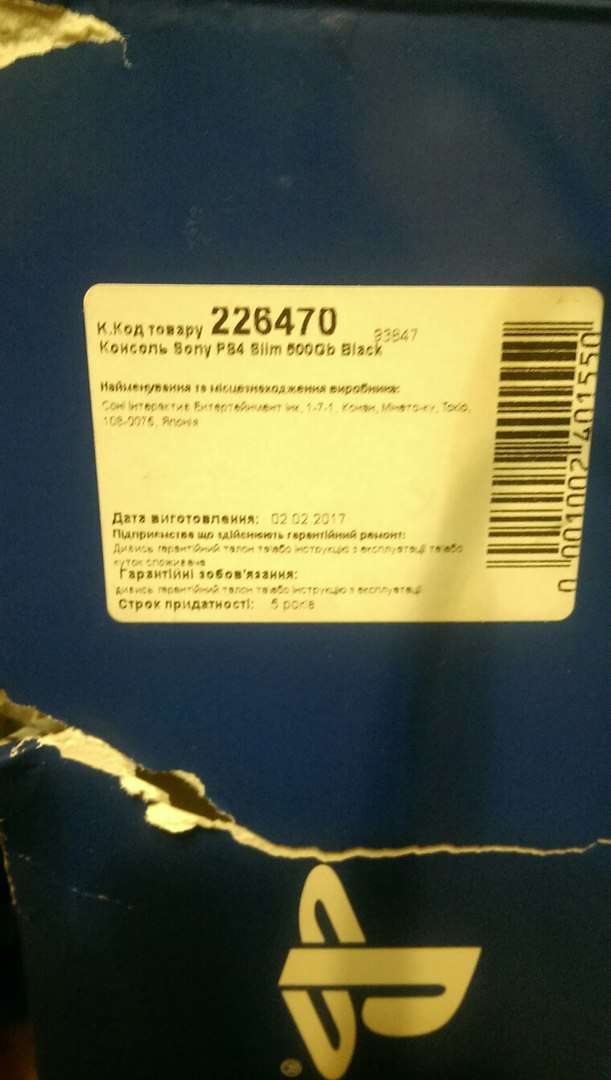 К.Код товару 226470 93847
Консоль Sony PS4 Slim 500Gb Black
Найменування та місцезнаходження виробника:
Соні Інтерактив Ентертейнмент Інк, 1-7-1, Конан, Мінато-ку, Токіо,
108-0075, Японія
Дата виготовлення: 02.02.2017
Підприємства що здійснюють гарантійний ремонт:
Дивись гарантійний талон та/або інструкцію з експлуатації та/або
куток споживача
Гарантійні зобов'язання:
дивись гарантійний талон та/або інструкцію з експлуатації
Строк придатності: 5 років
0 001002 401550
®